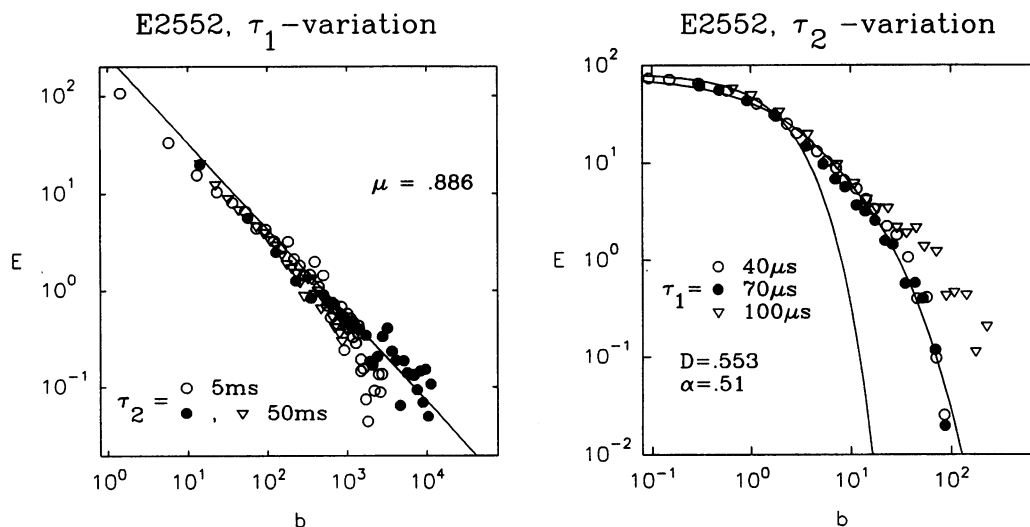 E2552, τ1-variation
10^2
10^1
10^0
10^-1
E
μ = .886
τ2= ○ 5ms
● , ▽ 50ms
10^0 10^1 10^2 10^3 10^4
b
E2552, τ2-variation
10^2
10^1
10^0
10^-1
10^-2
E
○ 40μs
τ1= ● 70μs
▽ 100μs
D=.553
α=.51
10^-1 10^0 10^1 10^2
b